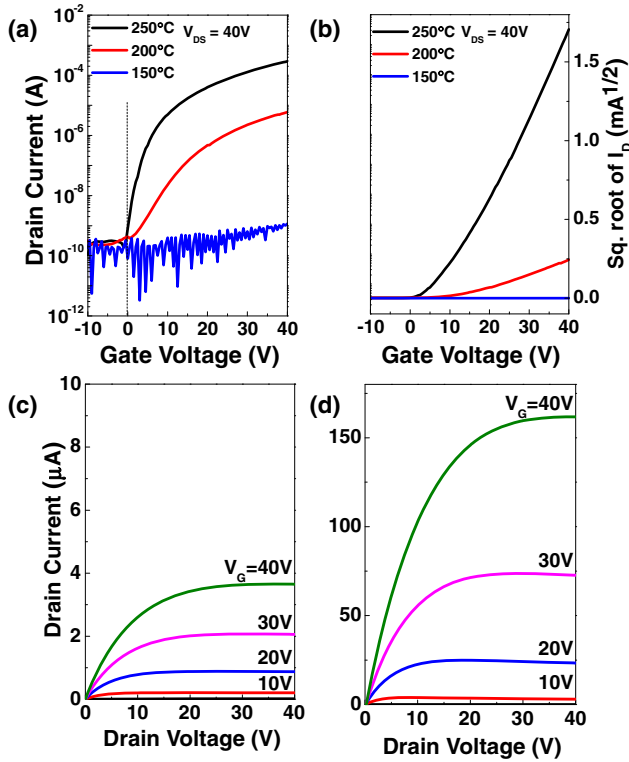 (a)
250°C V_DS = 40V
200°C
150°C
10^-4
10^-6
10^-8
10^-10
10^-12
Drain Current (A)
-10 0 10 20 30 40
Gate Voltage (V)
(b)
250°C V_DS = 40V
200°C
150°C
1.5
1.0
0.5
0.0
Sq. root of I_D (mA^1/2)
-10 0 10 20 30 40
Gate Voltage (V)
(c)
10
8
6
4
2
0
Drain Current (µA)
V_G=40V
30V
20V
10V
0 10 20 30 40
Drain Voltage (V)
(d)
150
100
50
0
V_G=40V
30V
20V
10V
0 10 20 30 40
Drain Voltage (V)